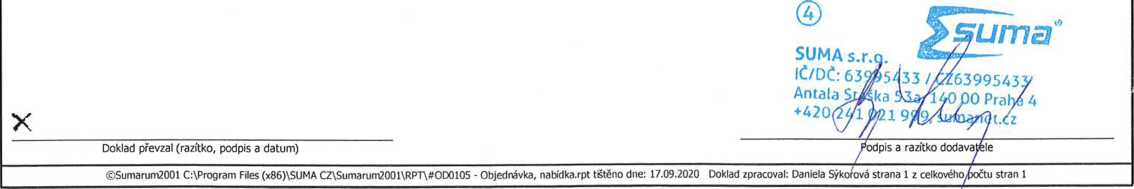 4
suma®
SUMA s.r.o.
IČ/DČ: 63995433 / CZ63995433
Antala Staška 53a, 140 00 Praha 4
+420 241 021 999, sumanet.cz
X
Doklad převzal (razítko, podpis a datum)
Podpis a razítko dodavatele
©Sumarum2001 C:\Program Files (x86)\SUMA CZ\Sumarum2001\RPT\#OD0105 - Objednávka, nabídka.rpt tištěno dne: 17.09.2020 Doklad zpracoval: Daniela Sýkorová strana 1 z celkového počtu stran 1